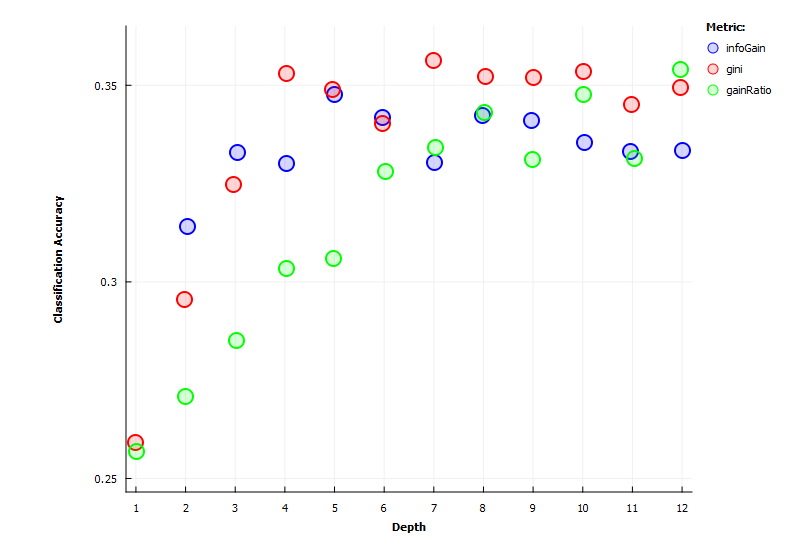 Metric:
infoGain
gini
gainRatio
0.35
0.3
0.25
Classification Accuracy
1 2 3 4 5 6 7 8 9 10 11 12
Depth